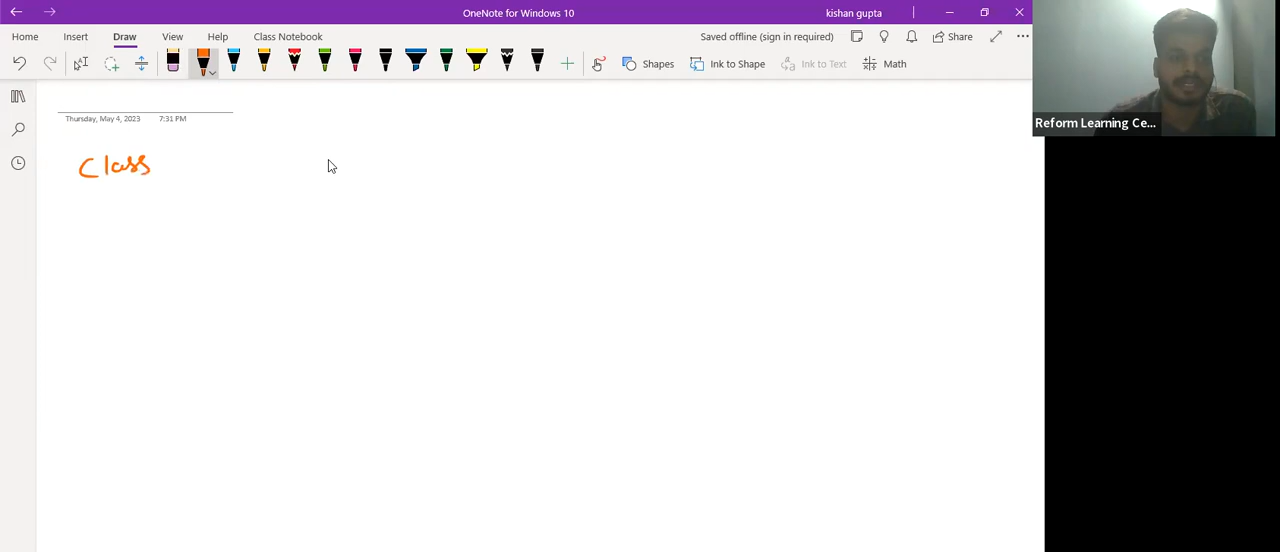 OneNote for Windows 10
kishan gupta
Home Insert Draw View Help Class Notebook
Saved offline (sign in required) Share
Shapes Ink to Shape Ink to Text Math
Reform Learning Ce...
Thursday, May 4, 2023 7:31 PM
Class